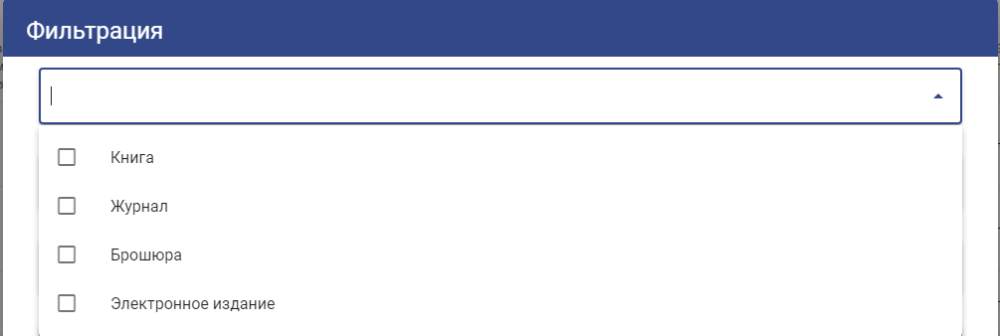 Фильтрация
Книга
Журнал
Брошюра
Электронное издание